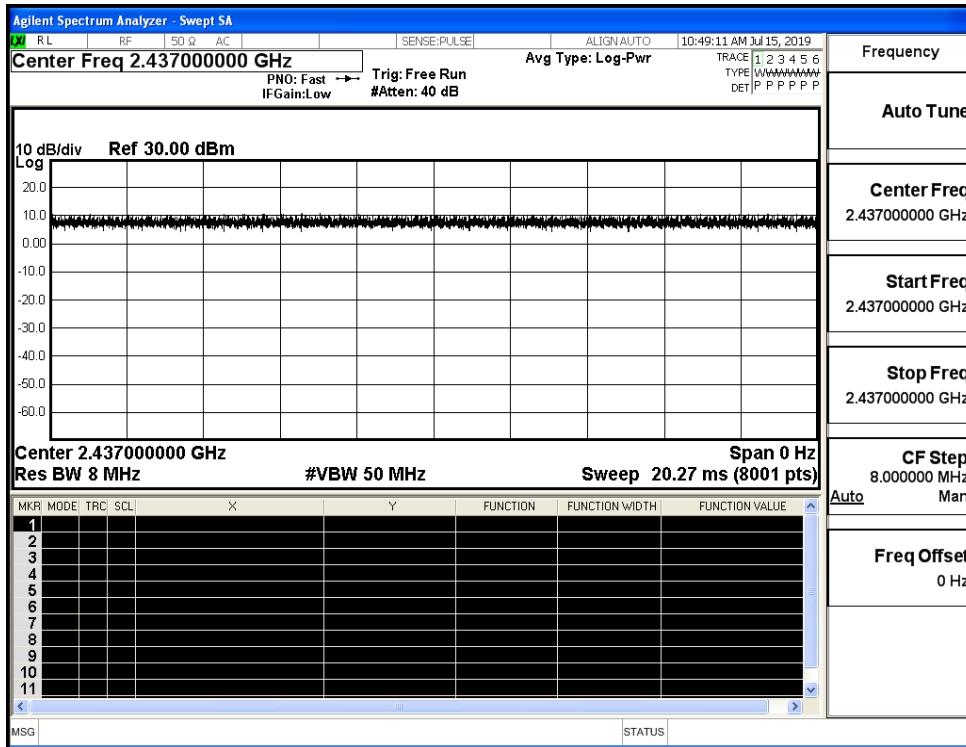 Agilent Spectrum Analyzer - Swept SA
LXI RL RF 50 Ω AC SENSE:PULSE ALIGN AUTO 10:49:11 AM Jul 15, 2019
Center Freq 2.437000000 GHz
Avg Type: Log-Pwr
TRACE 1 2 3 4 5 6
PNO: Fast Trig: Free Run
TYPE WWWWWW
IFGain:Low #Atten: 40 dB
DET P P P P P P
10 dB/div Ref 30.00 dBm
Log
20.0
10.0
0.00
-10.0
-20.0
-30.0
-40.0
-50.0
-60.0
Center 2.437000000 GHz Span 0 Hz
Res BW 8 MHz #VBW 50 MHz Sweep 20.27 ms (8001 pts)
MKR MODE TRC SCL X Y FUNCTION FUNCTION WIDTH FUNCTION VALUE
1
2
3
4
5
6
7
8
9
10
11
MSG STATUS
Frequency
Auto Tune
Center Freq
2.437000000 GHz
Start Freq
2.437000000 GHz
Stop Freq
2.437000000 GHz
CF Step
8.000000 MHz
Auto Man
Freq Offset
0 Hz